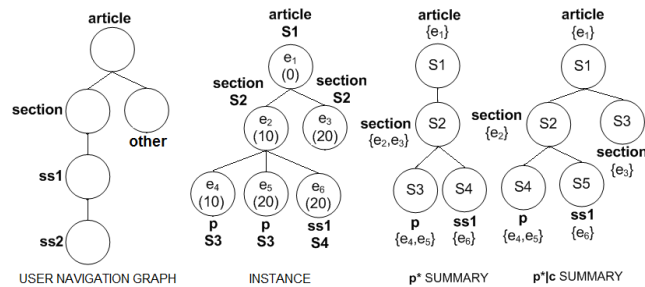 article
section
other
ss1
ss2
USER NAVIGATION GRAPH
article
S1
e1
(0)
section
S2
section
S2
e2
(10)
e3
(20)
e4
(10)
e5
(20)
e6
(20)
p
S3
p
S3
ss1
S4
INSTANCE
article
{e1}
S1
S2
section
{e2,e3}
S3
S4
p
{e4,e5}
ss1
{e6}
p* SUMMARY
article
{e1}
S1
section
{e2}
S2
S3
section
{e3}
S4
S5
p
{e4,e5}
ss1
{e6}
p*|c SUMMARY